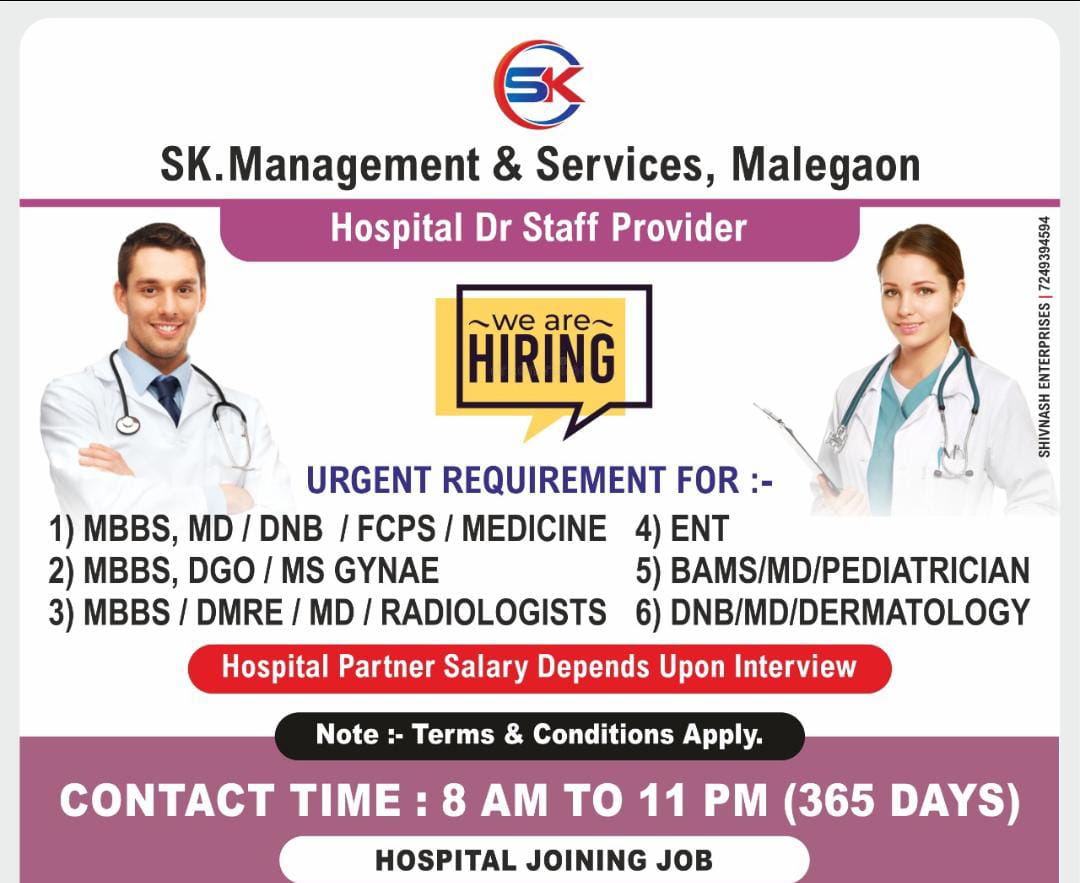 SK
SK.Management & Services, Malegaon
Hospital Dr Staff Provider
~we are~
HIRING
SHIVNASH ENTERPRISES | 7249394594
URGENT REQUIREMENT FOR :-
1) MBBS, MD / DNB / FCPS / MEDICINE
2) MBBS, DGO / MS GYNAE
3) MBBS / DMRE / MD / RADIOLOGISTS
4) ENT
5) BAMS/MD/PEDIATRICIAN
6) DNB/MD/DERMATOLOGY
Hospital Partner Salary Depends Upon Interview
Note :- Terms & Conditions Apply.
CONTACT TIME : 8 AM TO 11 PM (365 DAYS)
HOSPITAL JOINING JOB